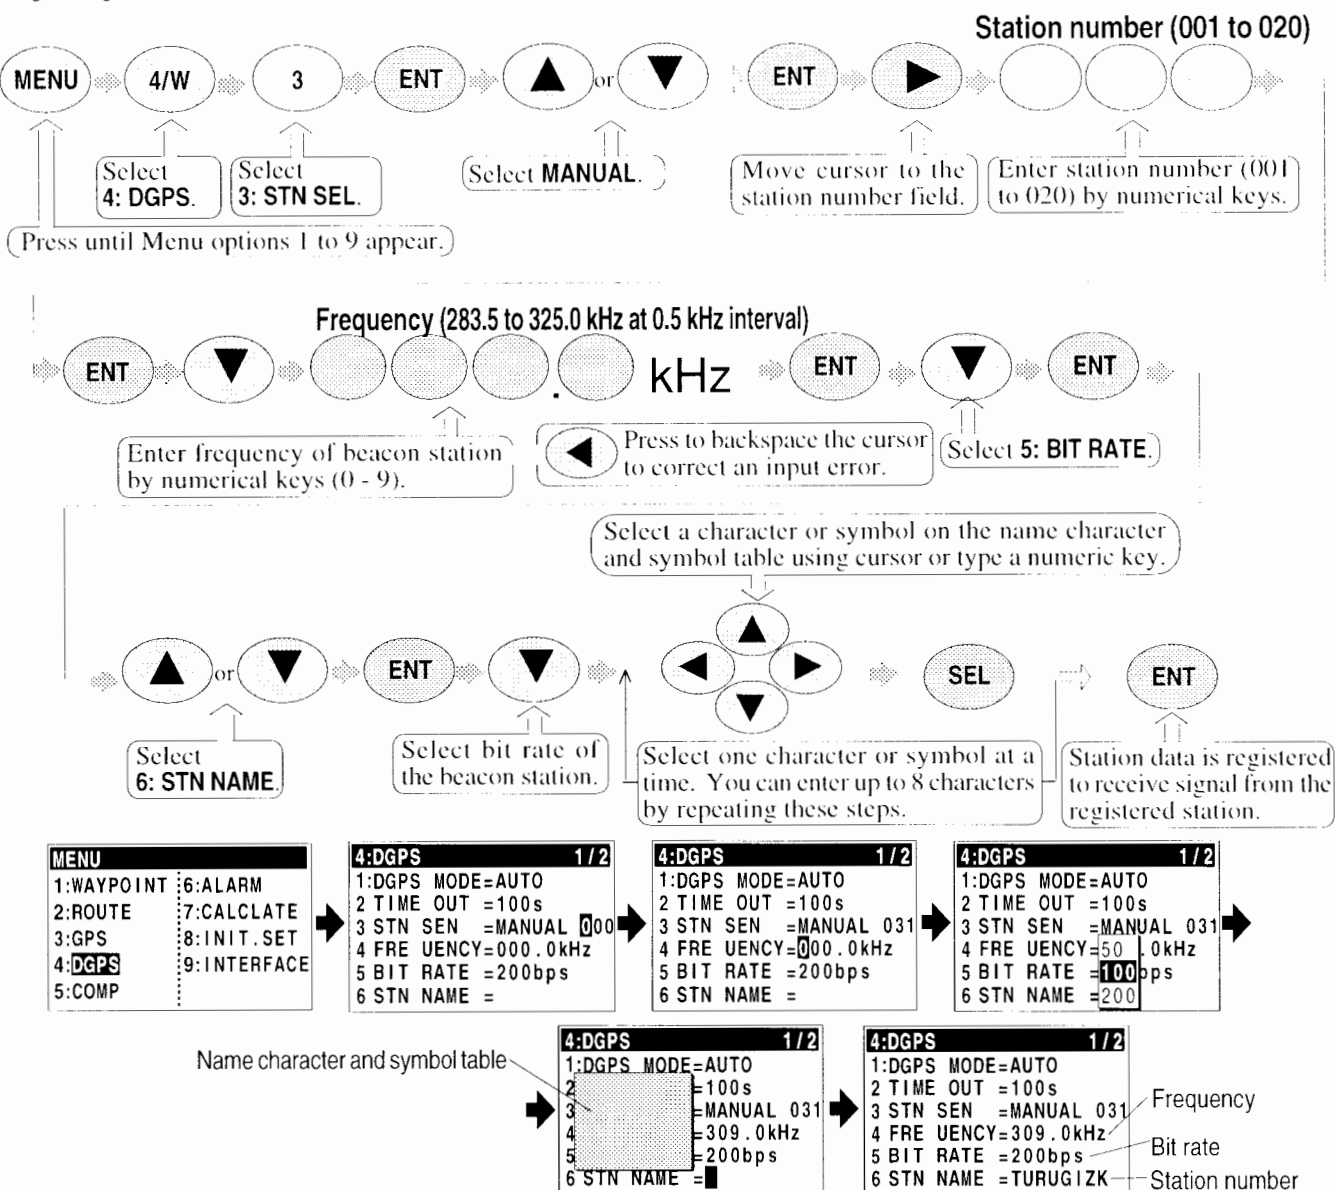 Station number (001 to 020)
MENU 4/W 3 ENT ▲ or ▼ ENT ▶
Select
4: DGPS.
Select
3: STN SEL.
Select MANUAL.
Move cursor to the
station number field.
Enter station number (001
to 020) by numerical keys.
Press until Menu options 1 to 9 appear.
Frequency (283.5 to 325.0 kHz at 0.5 kHz interval)
ENT ▼ . kHz ENT ▼ ENT
Enter frequency of beacon station
by numerical keys (0 - 9).
◀ Press to backspace the cursor
to correct an input error.
Select 5: BIT RATE.
Select a character or symbol on the name character
and symbol table using cursor or type a numeric key.
▲ or ▼ ENT ▼ ▲ ◀ ▶ ▼ SEL ENT
Select
6: STN NAME.
Select bit rate of
the beacon station.
Select one character or symbol at a
time. You can enter up to 8 characters
by repeating these steps.
Station data is registered
to receive signal from the
registered station.
MENU
1:WAYPOINT 6:ALARM
2:ROUTE 7:CALCLATE
3:GPS 8:INIT.SET
4:DGPS 9:INTERFACE
5:COMP
4:DGPS 1/2
1:DGPS MODE=AUTO
2 TIME OUT =100s
3 STN SEN =MANUAL 000
4 FRE UENCY=000.0kHz
5 BIT RATE =200bps
6 STN NAME =
4:DGPS 1/2
1:DGPS MODE=AUTO
2 TIME OUT =100s
3 STN SEN =MANUAL 031
4 FRE UENCY=000.0kHz
5 BIT RATE =200bps
6 STN NAME =
4:DGPS 1/2
1:DGPS MODE=AUTO
2 TIME OUT =100s
3 STN SEN =MANUAL 031
4 FRE UENCY=50 .0kHz
5 BIT RATE =100bps
6 STN NAME =200
Name character and symbol table
4:DGPS 1/2
1:DGPS MODE=AUTO
2 =100s
3 =MANUAL 031
4 =309.0kHz
5 =200bps
6 STN NAME =
4:DGPS 1/2
1:DGPS MODE=AUTO
2 TIME OUT =100s
3 STN SEN =MANUAL 031
4 FRE UENCY=309.0kHz
5 BIT RATE =200bps
6 STN NAME =TURUGIZK
Frequency
Bit rate
Station number